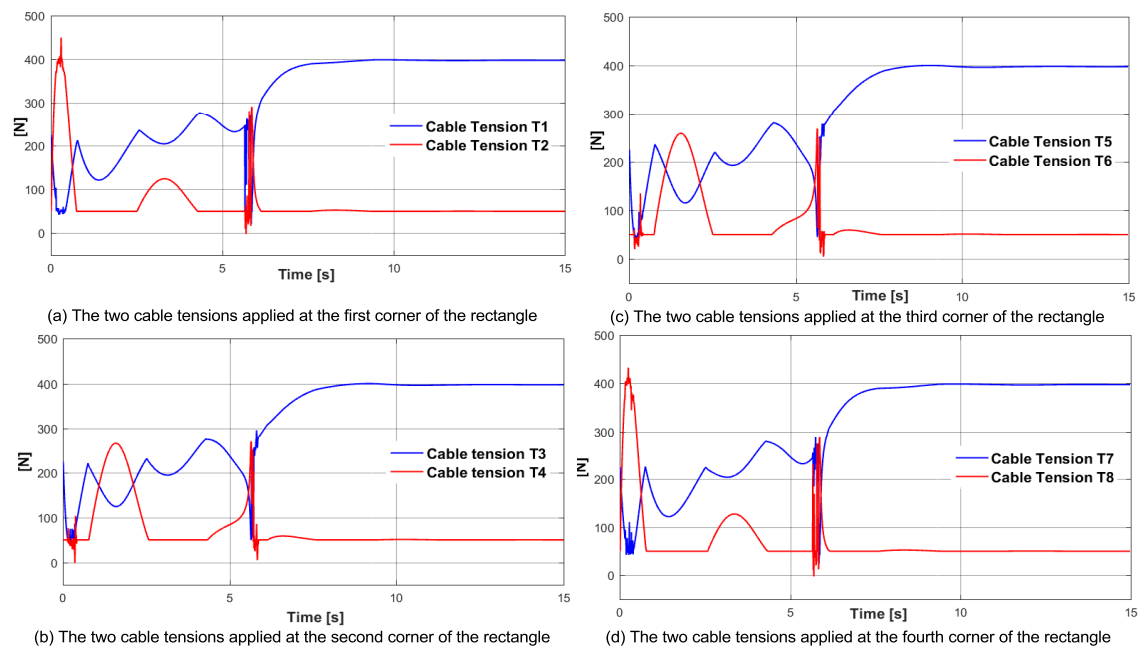 500
400
300
200
100
0
[N]
0
5
10
15
Time [s]
Cable Tension T1
Cable Tension T2
(a) The two cable tensions applied at the first corner of the rectangle
500
400
300
200
100
0
[N]
0
5
10
15
Time [s]
Cable Tension T5
Cable Tension T6
(c) The two cable tensions applied at the third corner of the rectangle
500
400
300
200
100
0
[N]
0
5
10
15
Time [s]
Cable tension T3
Cable tension T4
(b) The two cable tensions applied at the second corner of the rectangle
500
400
300
200
100
0
[N]
0
5
10
15
Time [s]
Cable Tension T7
Cable Tension T8
(d) The two cable tensions applied at the fourth corner of the rectangle